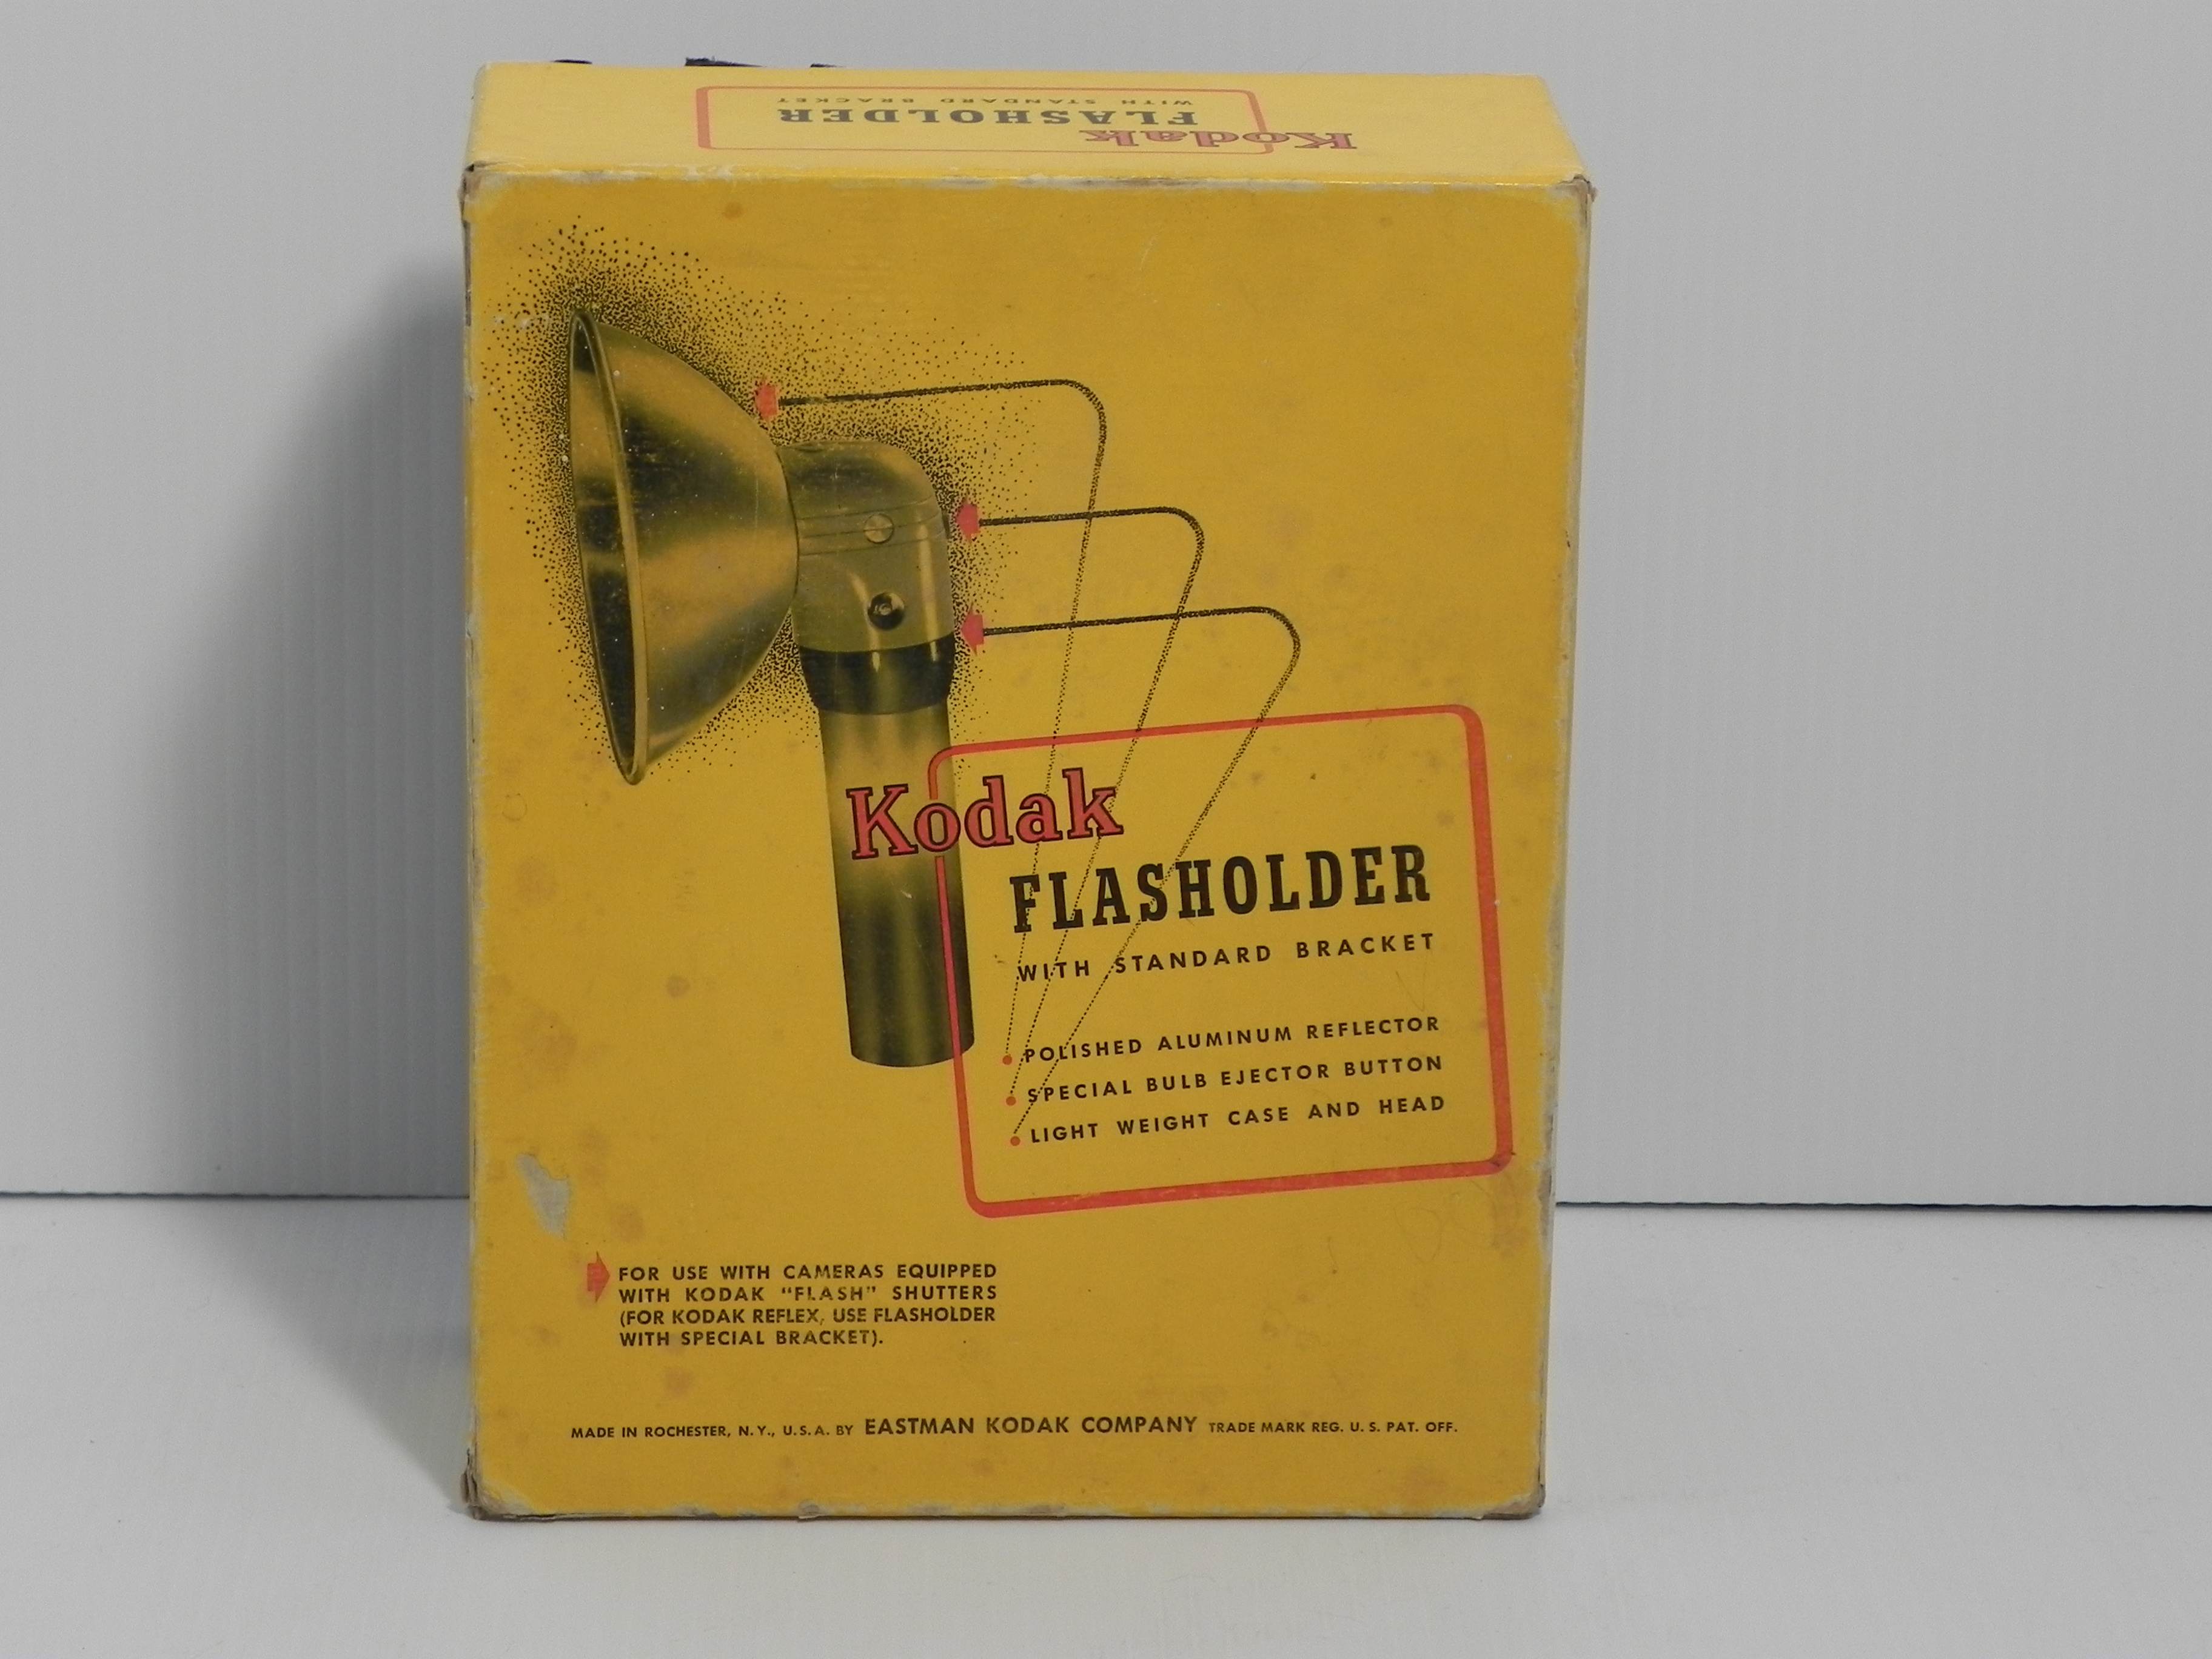 Kodak
FLASHOLDER
WITH STANDARD BRACKET
Kodak
FLASHOLDER
WITH STANDARD BRACKET
POLISHED ALUMINUM REFLECTOR
SPECIAL BULB EJECTOR BUTTON
LIGHT WEIGHT CASE AND HEAD
FOR USE WITH CAMERAS EQUIPPED
WITH KODAK "FLASH" SHUTTERS
(FOR KODAK REFLEX, USE FLASHOLDER
WITH SPECIAL BRACKET).
MADE IN ROCHESTER, N.Y., U.S.A. BY EASTMAN KODAK COMPANY TRADE MARK REG. U.S. PAT. OFF.